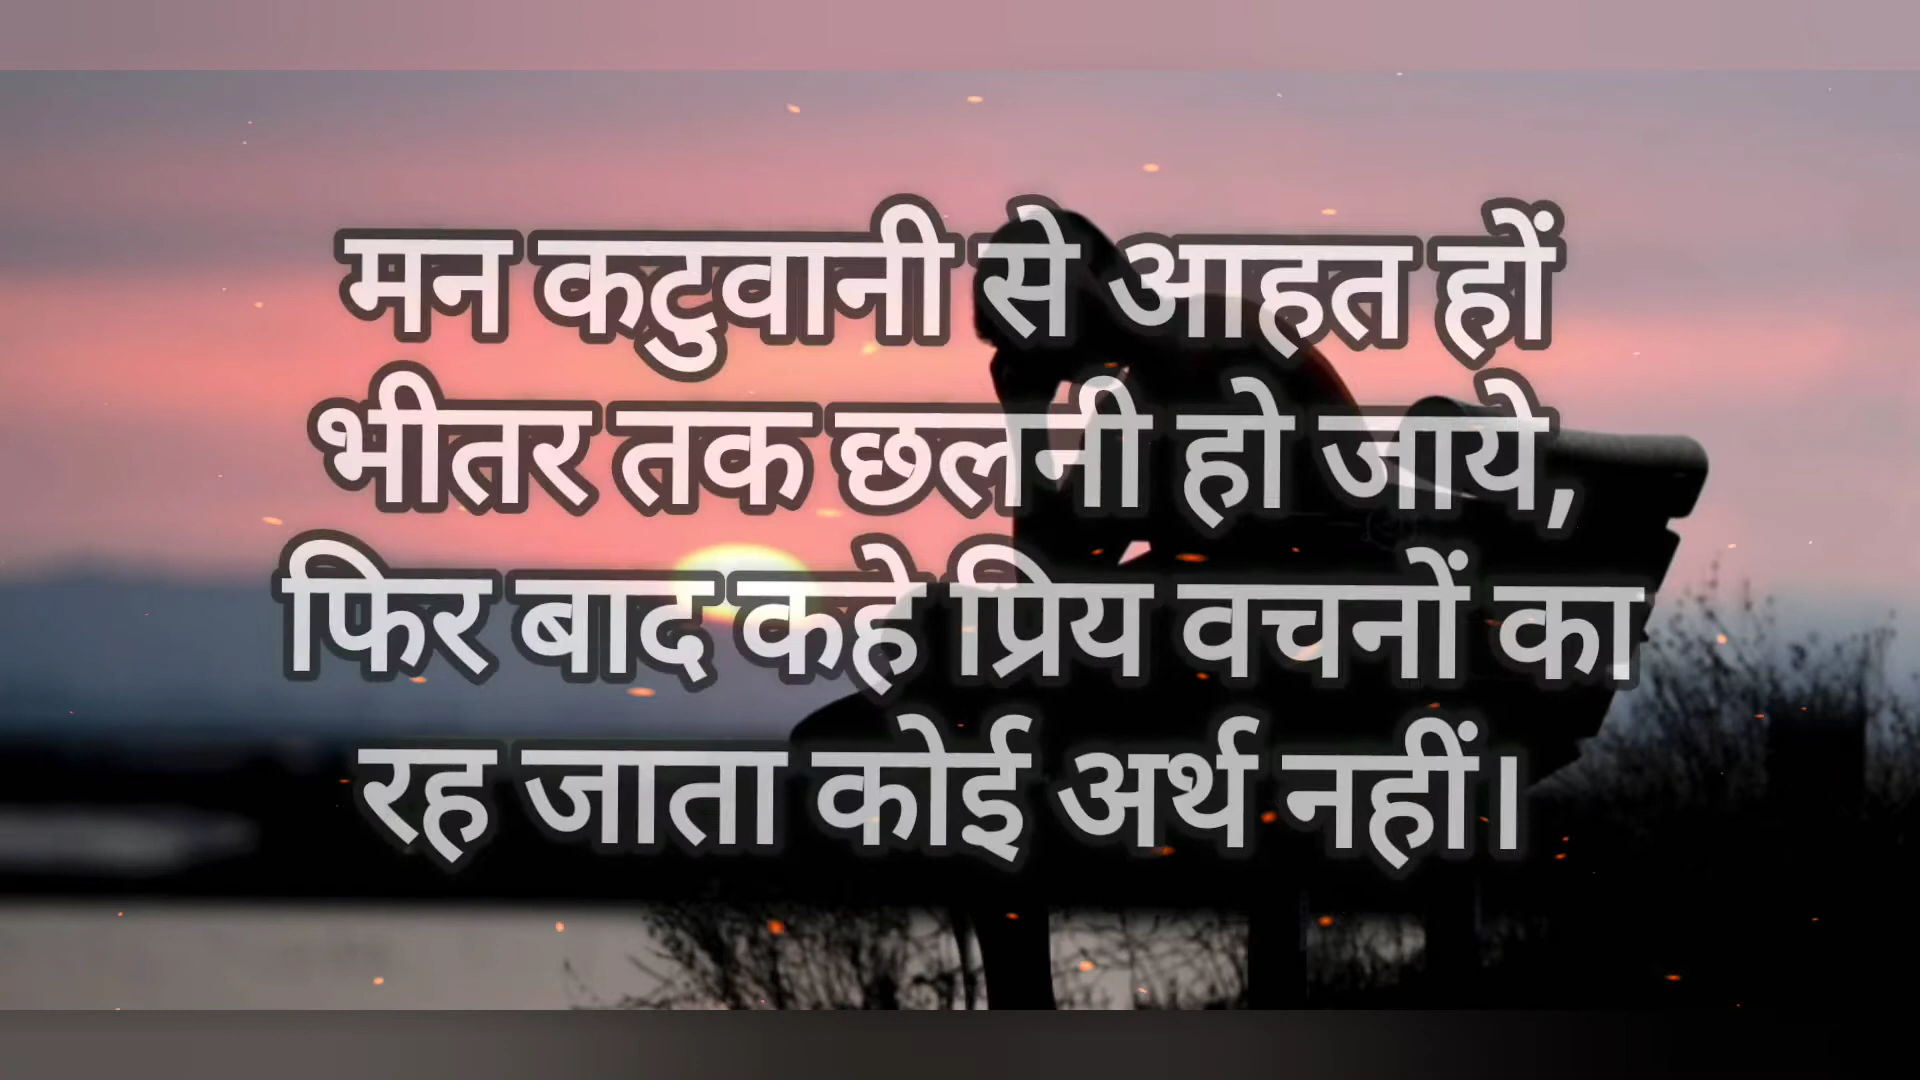 मन कटुवानी से आहत हों
भीतर तक छलनी हो जाये,
फिर बाद कहे प्रिय वचनों का
रह जाता कोई अर्थ नहीं।